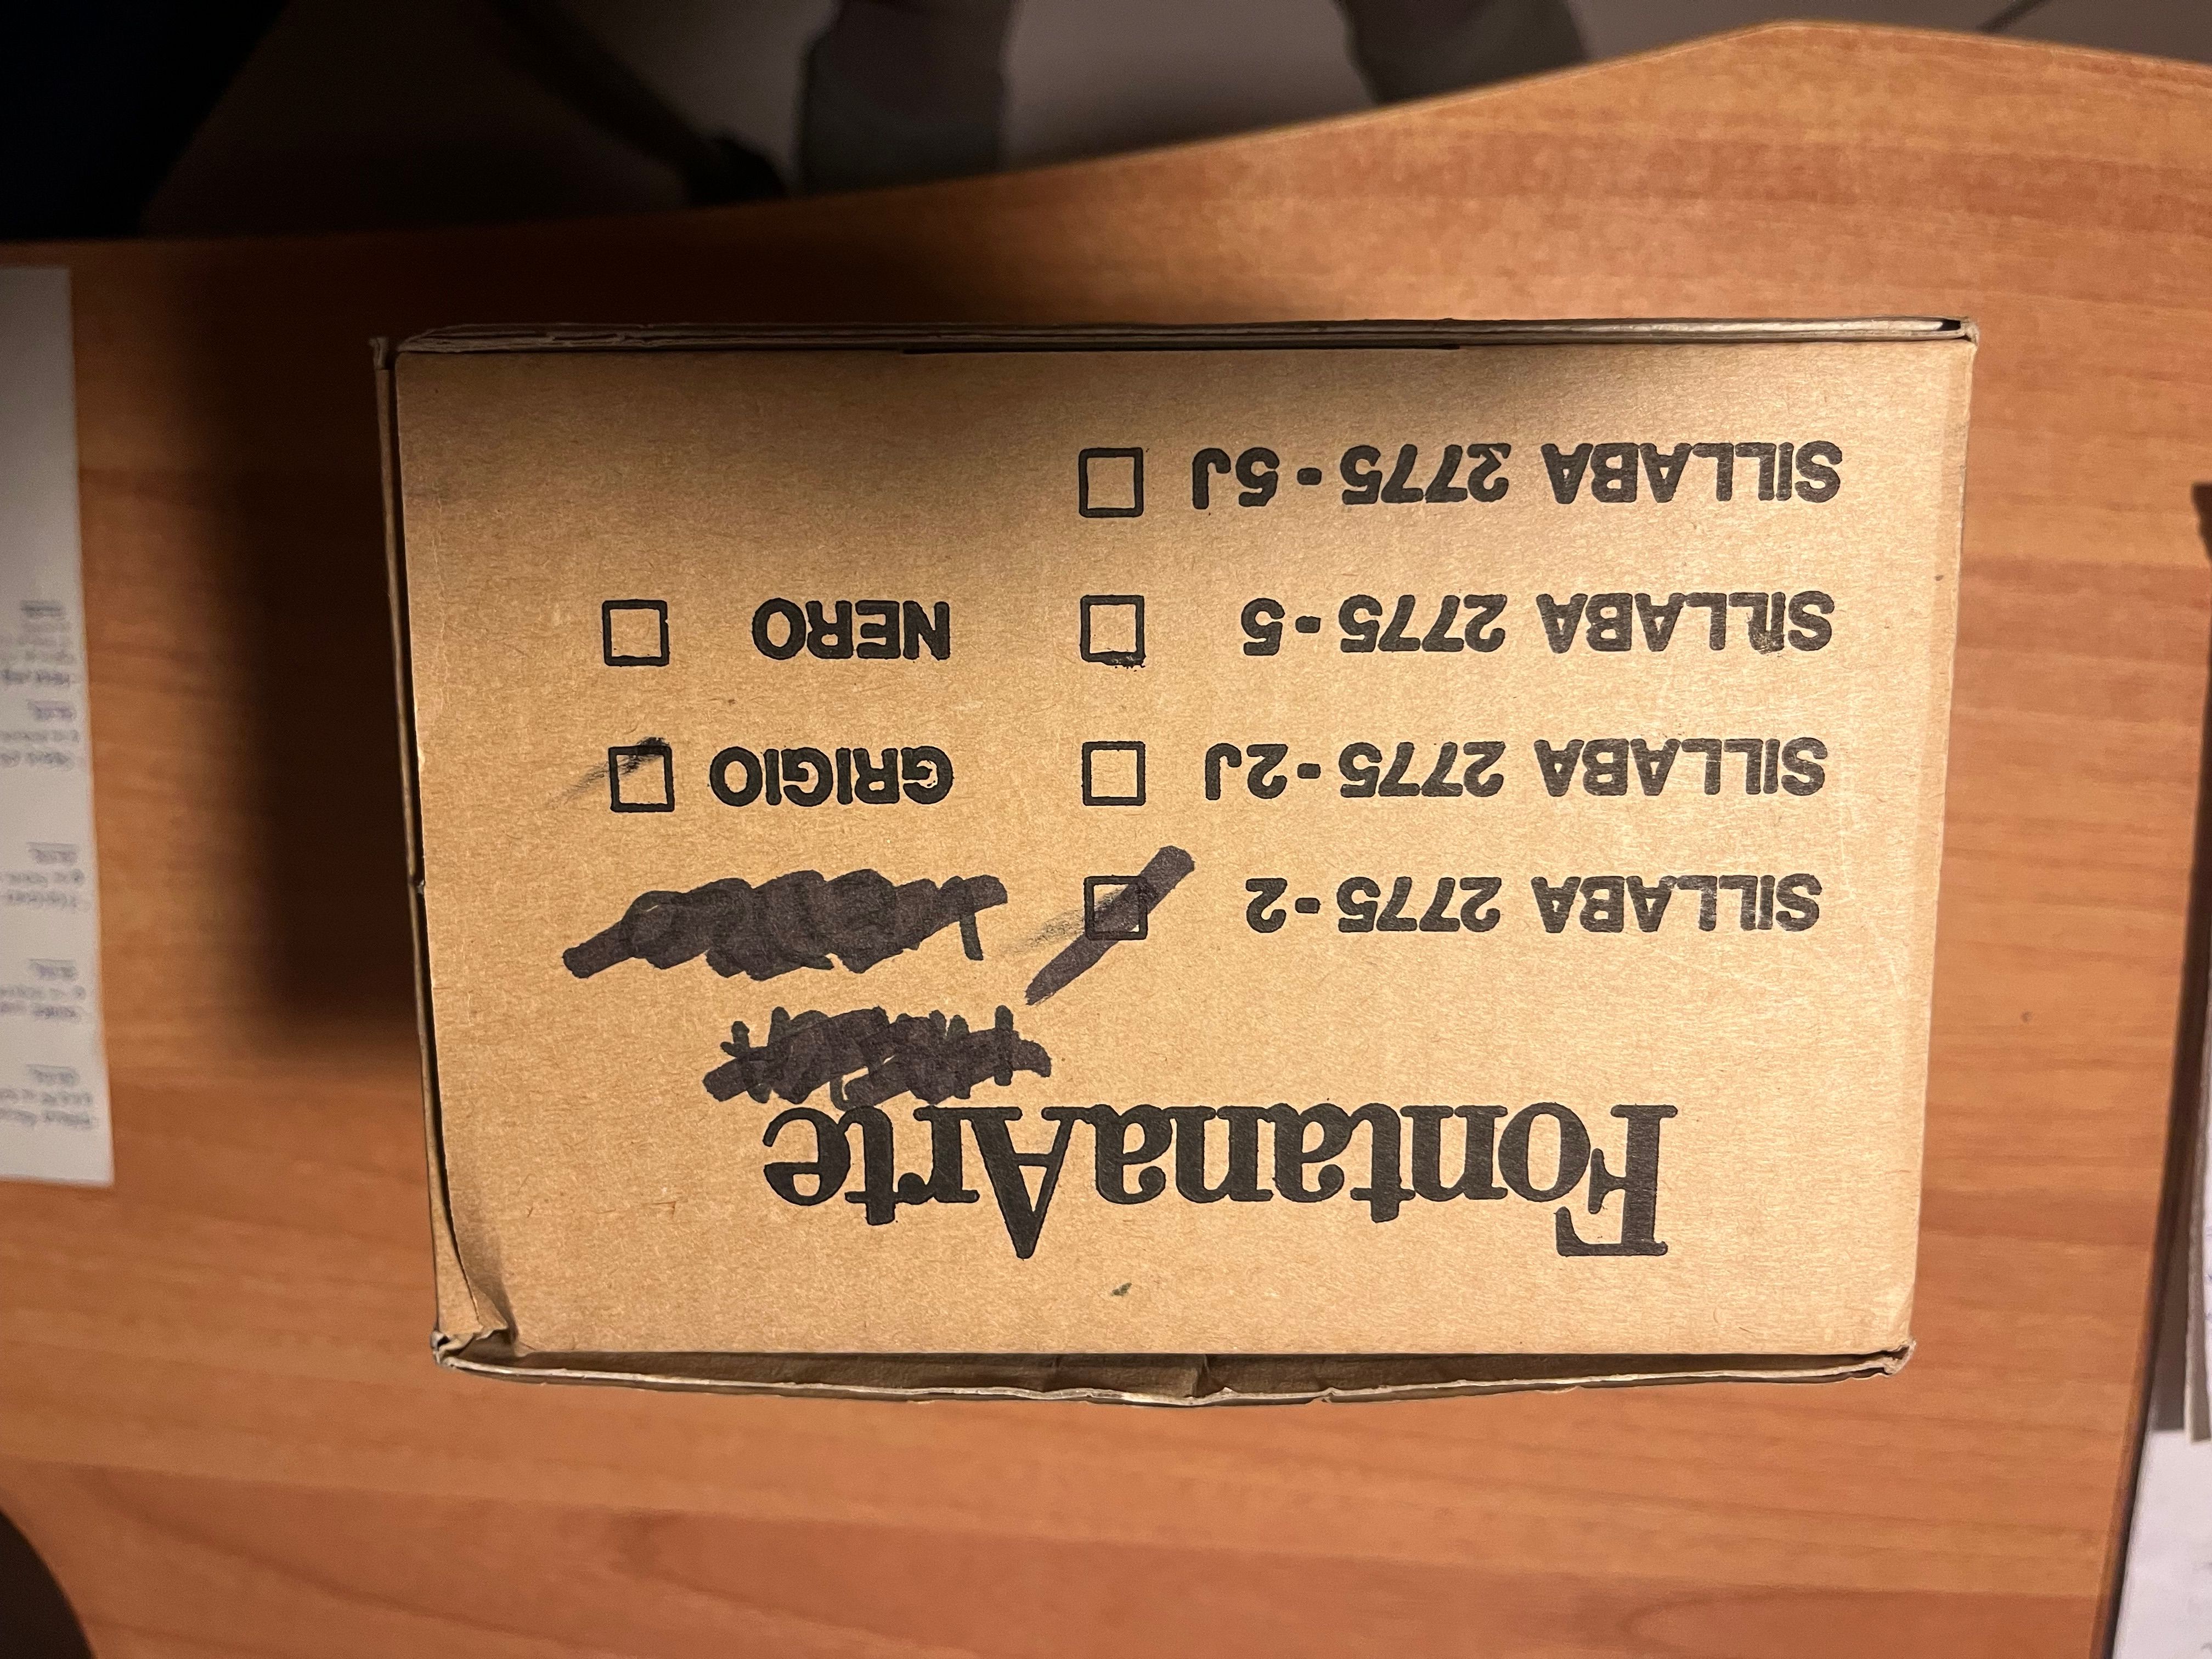 FontanaArte
SILLABA 2775-2
SILLABA 2775-2J GRIGIO
SILLABA 2775-5 NERO
SILLABA 2775-5J